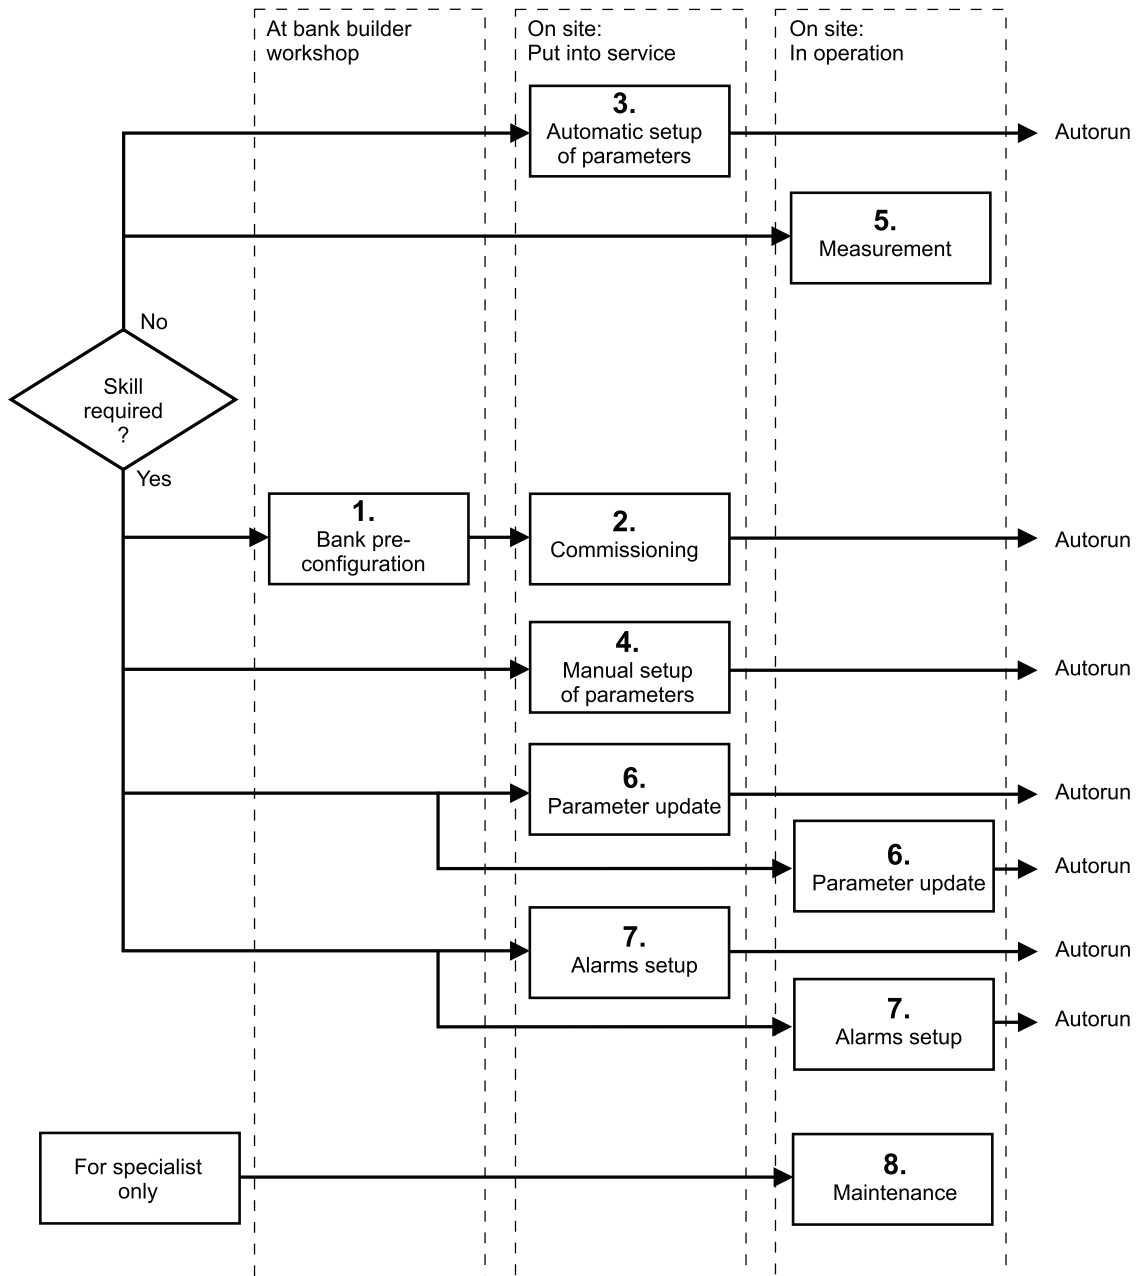 At bank builder
workshop
On site:
Put into service
On site:
In operation
3.
Automatic setup
of parameters
Autorun
5.
Measurement
No
Skill
required
?
Yes
1.
Bank pre-
configuration
2.
Commissioning
Autorun
4.
Manual setup
of parameters
Autorun
6.
Parameter update
Autorun
6.
Parameter update
Autorun
7.
Alarms setup
Autorun
7.
Alarms setup
Autorun
For specialist
only
8.
Maintenance